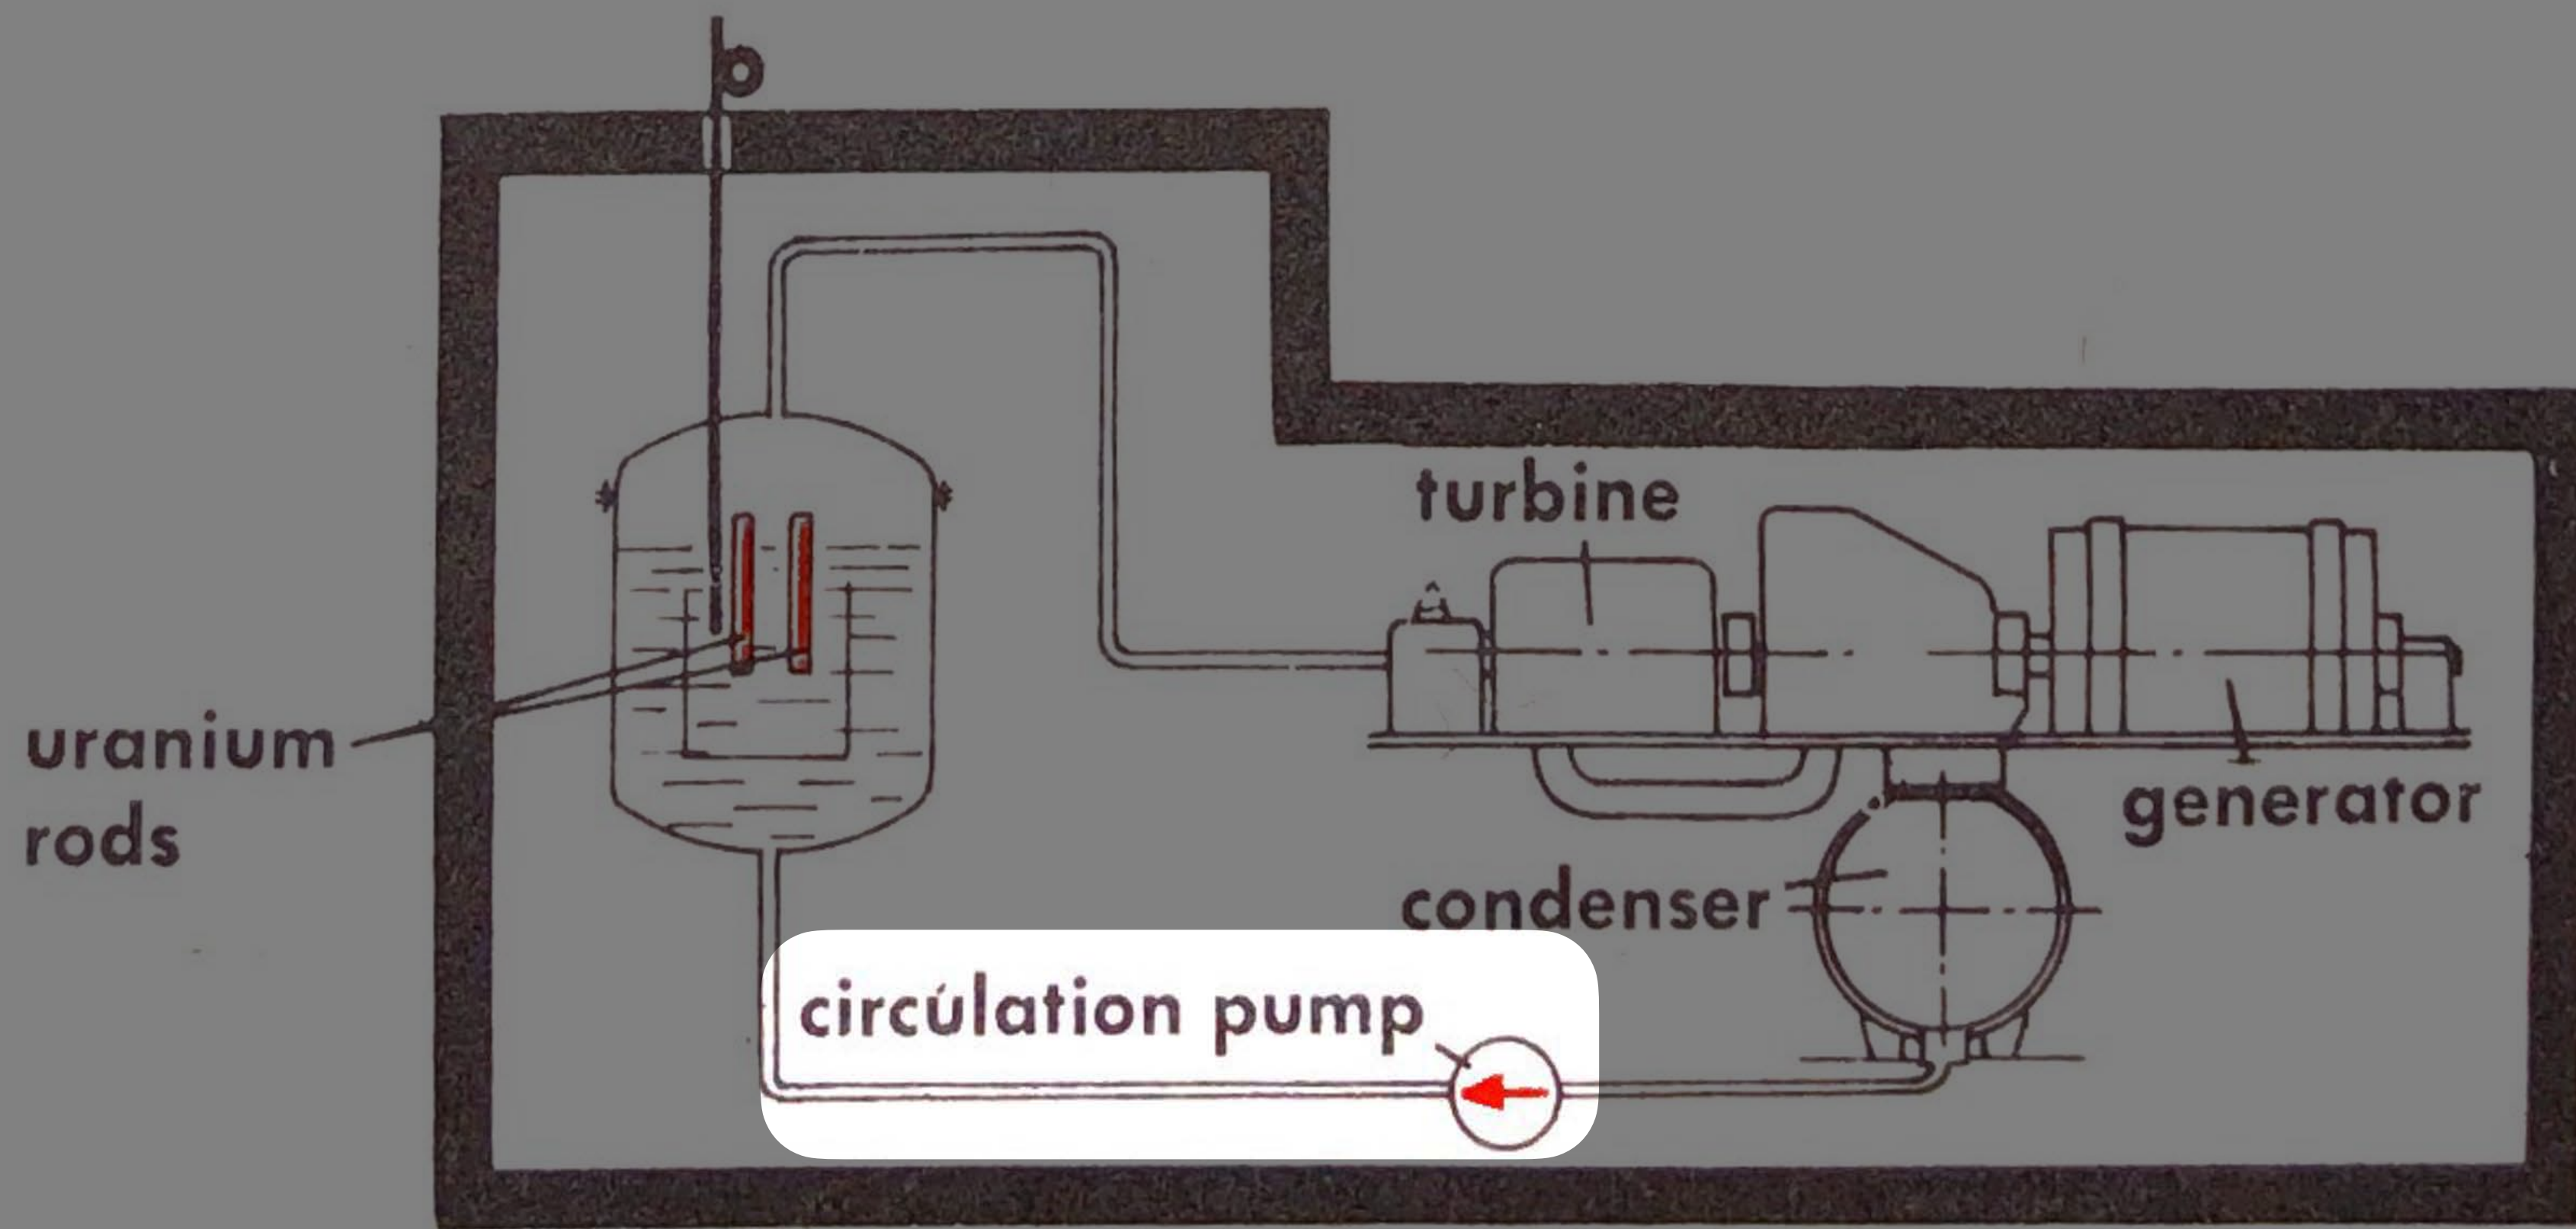 turbine
uranium
rods
generator
condenser
circulation pump